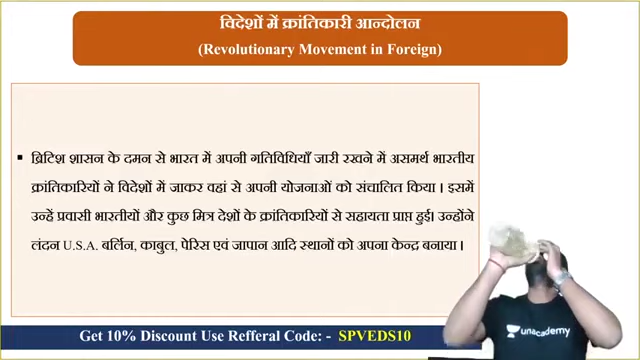 विदेशों में क्रांतिकारी आन्दोलन
(Revolutionary Movement in Foreign)
▪ ब्रिटिश शासन के दमन से भारत में अपनी गतिविधियाँ जारी रखने में असमर्थ भारतीय
क्रांतिकारियों ने विदेशों में जाकर वहां से अपनी योजनाओं को संचालित किया । इसमें
उन्हें प्रवासी भारतीयों और कुछ मित्र देशों के क्रांतिकारियों से सहायता प्राप्त हुई। उन्होंने
लंदन U.S.A. बर्लिन, काबुल, पेरिस एवं जापान आदि स्थानों को अपना केन्द्र बनाया ।
unacademy
Get 10% Discount Use Refferal Code: - SPVEDS10